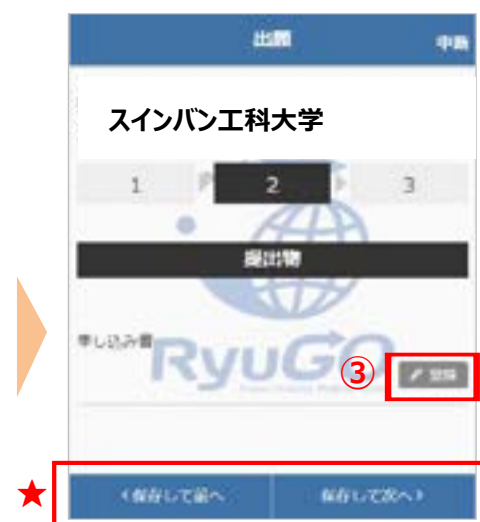 出願 中断
スインバン工科大学
1 2 3
提出物
申し込み書
RyuGO
③ 登録
★ <保存して前へ 保存して次へ>